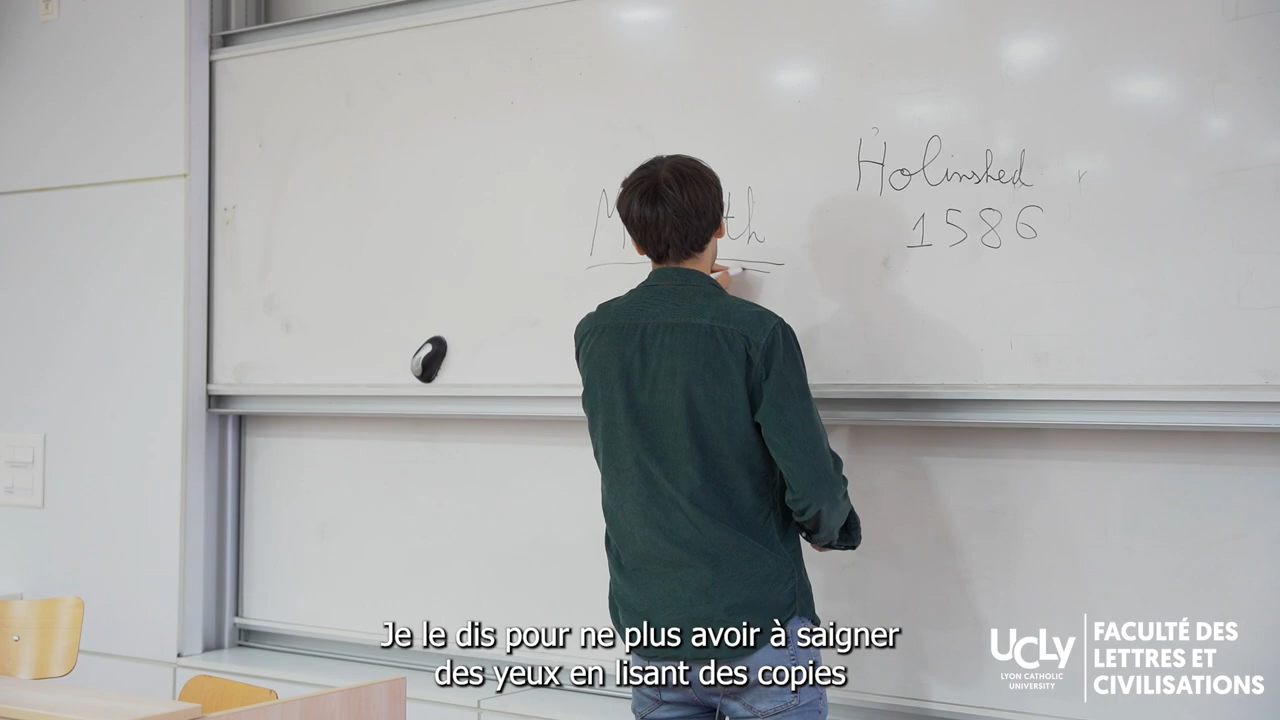 Holinshed
1586
Je le dis pour ne plus avoir à saigner
des yeux en lisant des copies
UCLy
LYON CATHOLIC
UNIVERSITY
FACULTÉ DES
LETTRES ET
CIVILISATIONS